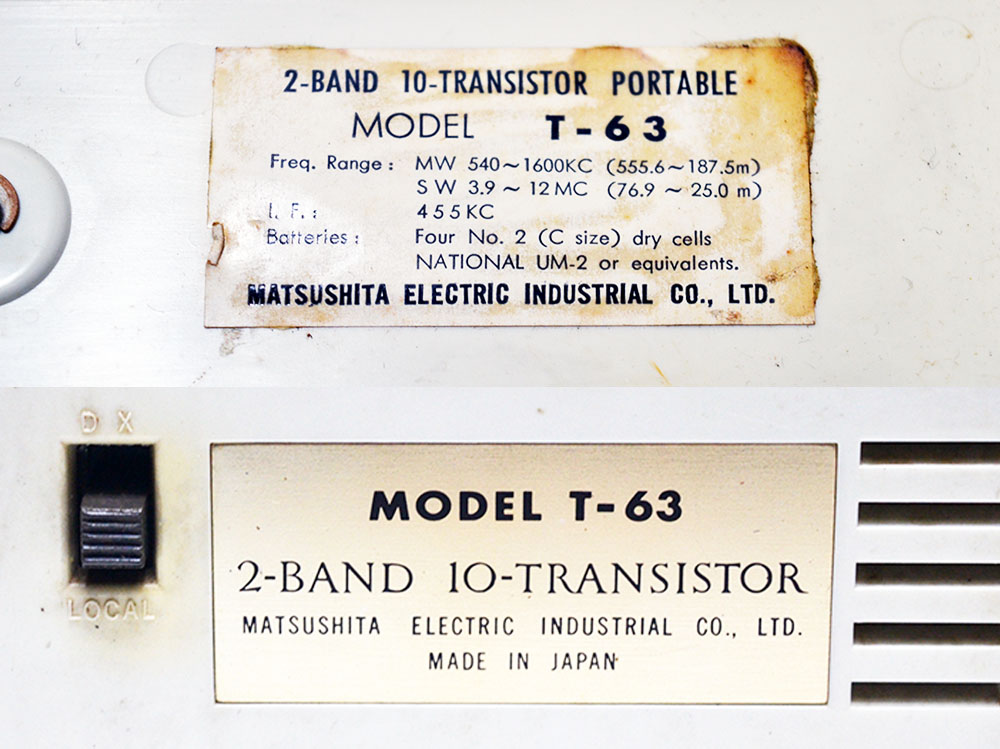 2-BAND 10-TRANSISTOR PORTABLE
MODEL T-63
Freq. Range : MW 540~1600KC (555.6~187.5m)
SW 3.9 ~ 12 MC (76.9 ~ 25.0 m)
I. F. : 455KC
Batteries : Four No. 2 (C size) dry cells
NATIONAL UM-2 or equivalents.
MATSUSHITA ELECTRIC INDUSTRIAL CO., LTD.
DX
LOCAL
MODEL T-63
2-BAND 10-TRANSISTOR
MATSUSHITA ELECTRIC INDUSTRIAL CO., LTD.
MADE IN JAPAN